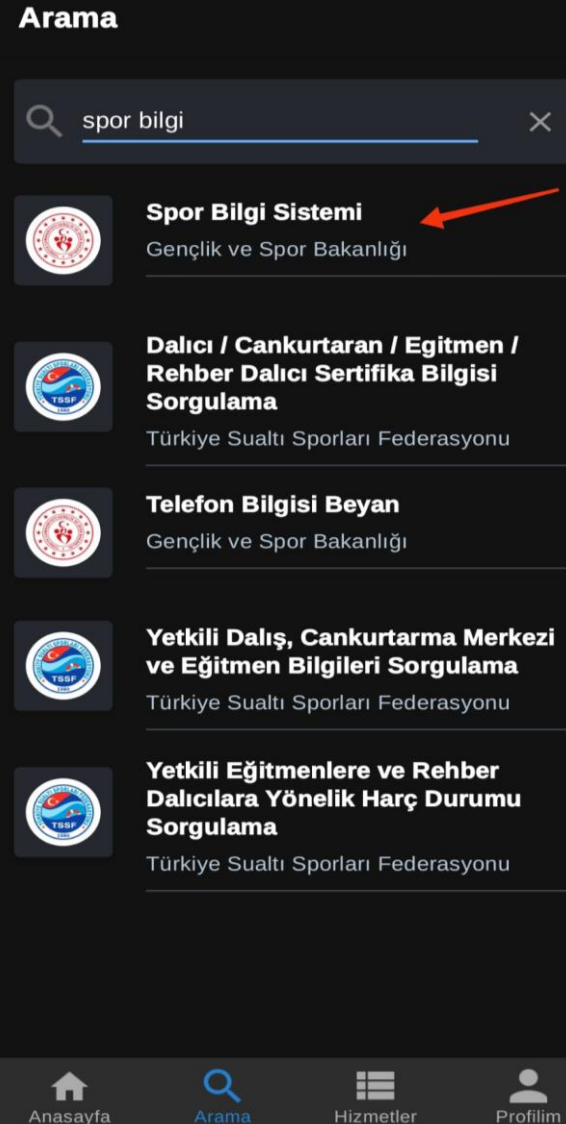 Arama
spor bilgi
Spor Bilgi Sistemi
Gençlik ve Spor Bakanlığı
Dalıcı / Cankurtaran / Egitmen /
Rehber Dalıcı Sertifika Bilgisi
Sorgulama
Türkiye Sualtı Sporları Federasyonu
TSSF
Telefon Bilgisi Beyan
Gençlik ve Spor Bakanlığı
Yetkili Dalış, Cankurtarma Merkezi
ve Eğitmen Bilgileri Sorgulama
Türkiye Sualtı Sporları Federasyonu
TSSF
Yetkili Eğitmenlere ve Rehber
Dalıcılara Yönelik Harç Durumu
Sorgulama
Türkiye Sualtı Sporları Federasyonu
TSSF
Anasayfa
Arama
Hizmetler
Profilim